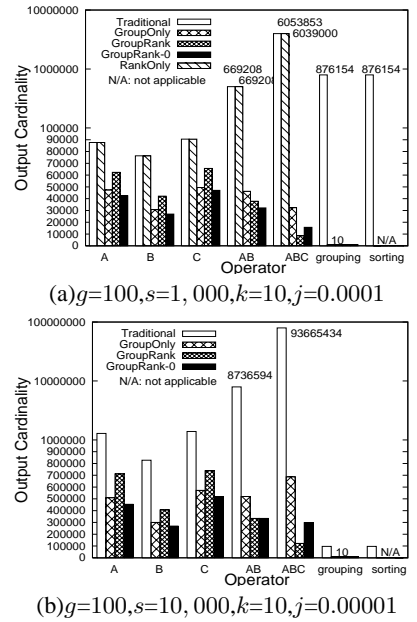 10000000
1000000
100000
90000
80000
70000
60000
50000
40000
30000
20000
10000
0
Output Cardinality
Traditional
GroupOnly
GroupRank
GroupRank-0
RankOnly
N/A: not applicable
669208
669208
6053853
6039000
876154
876154
10
N/A
A B C AB ABC grouping sorting
Operator
(a)g=100,s=1, 000,k=10,j=0.0001
100000000
10000000
1000000
900000
800000
700000
600000
500000
400000
300000
200000
100000
0
Output Cardinality
Traditional
GroupOnly
GroupRank
GroupRank-0
N/A: not applicable
8736594
93665434
10
N/A
A B C AB ABC grouping sorting
Operator
(b)g=100,s=10, 000,k=10,j=0.00001